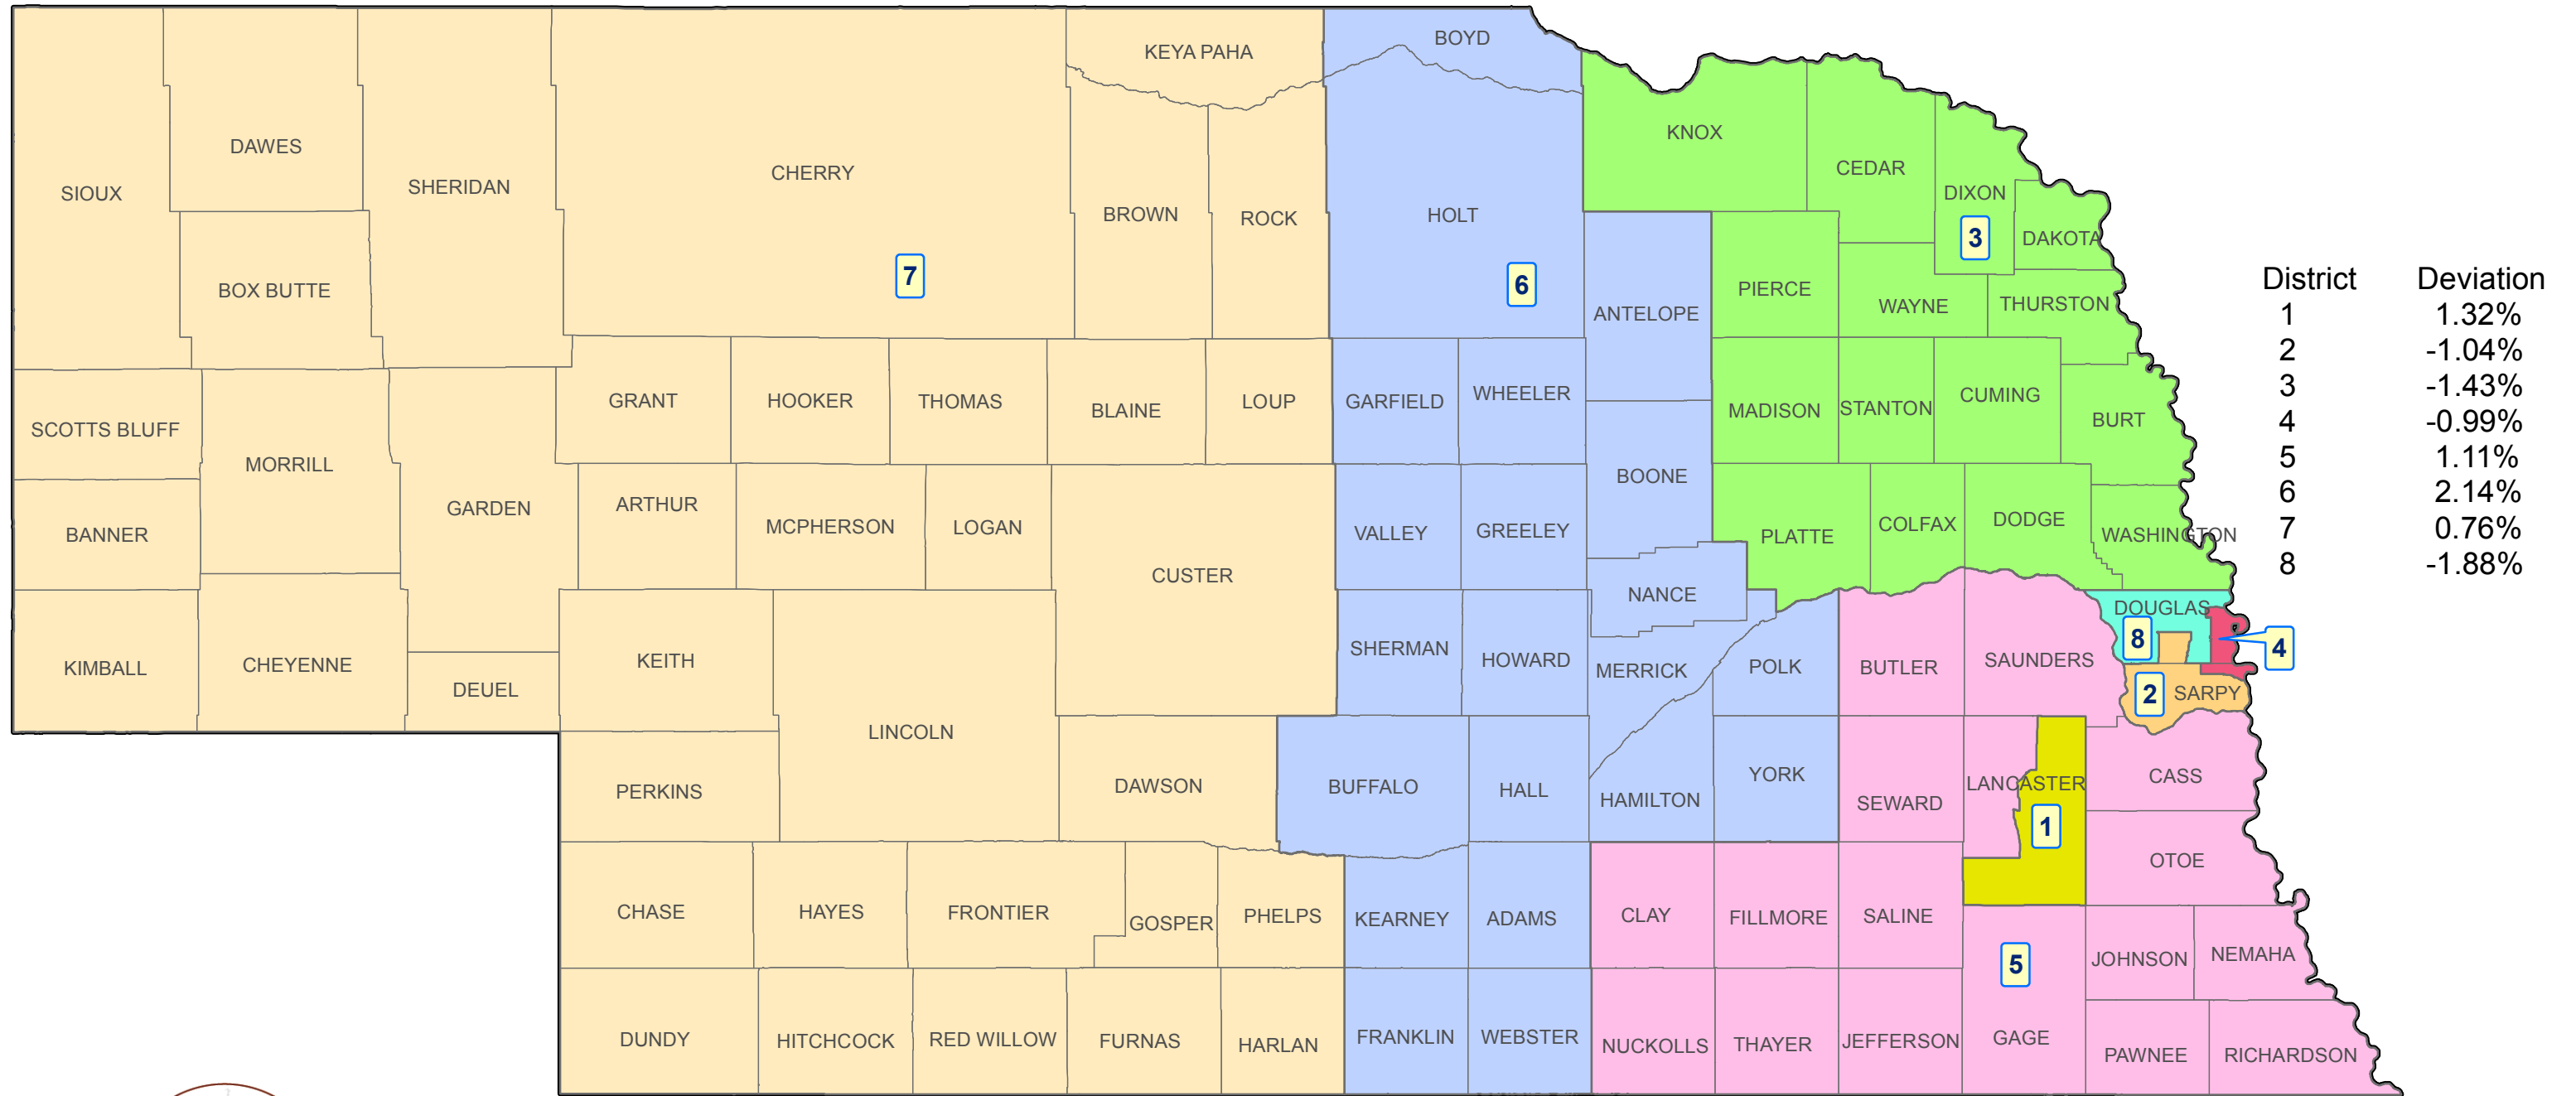 BOYD
KEYA PAHA
KNOX
DAWES
CEDAR
CHERRY
SHERIDAN
SIOUX
DIXON
BROWN
ROCK
HOLT
3
DAKOTA
7
6
BOX BUTTE
PIERCE
WAYNE
THURSTON
ANTELOPE
District Deviation
1 1.32%
2 -1.04%
3 -1.43%
4 -0.99%
5 1.11%
6 2.14%
7 0.76%
8 -1.88%
GRANT
HOOKER
THOMAS
BLAINE
LOUP
GARFIELD
WHEELER
MADISON
STANTON
CUMING
BURT
SCOTTS BLUFF
MORRILL
BOONE
GARDEN
ARTHUR
MCPHERSON
LOGAN
VALLEY
GREELEY
PLATTE
COLFAX
DODGE
WASHINGTON
BANNER
CUSTER
NANCE
DOUGLAS
8
4
KIMBALL
CHEYENNE
KEITH
SHERMAN
HOWARD
MERRICK
POLK
BUTLER
SAUNDERS
DEUEL
2
SARPY
LINCOLN
PERKINS
DAWSON
BUFFALO
HALL
HAMILTON
YORK
SEWARD
LANCASTER
CASS
1
OTOE
CHASE
HAYES
FRONTIER
GOSPER
PHELPS
KEARNEY
ADAMS
CLAY
FILLMORE
SALINE
5
JOHNSON
NEMAHA
DUNDY
HITCHCOCK
RED WILLOW
FURNAS
HARLAN
FRANKLIN
WEBSTER
NUCKOLLS
THAYER
JEFFERSON
GAGE
PAWNEE
RICHARDSON